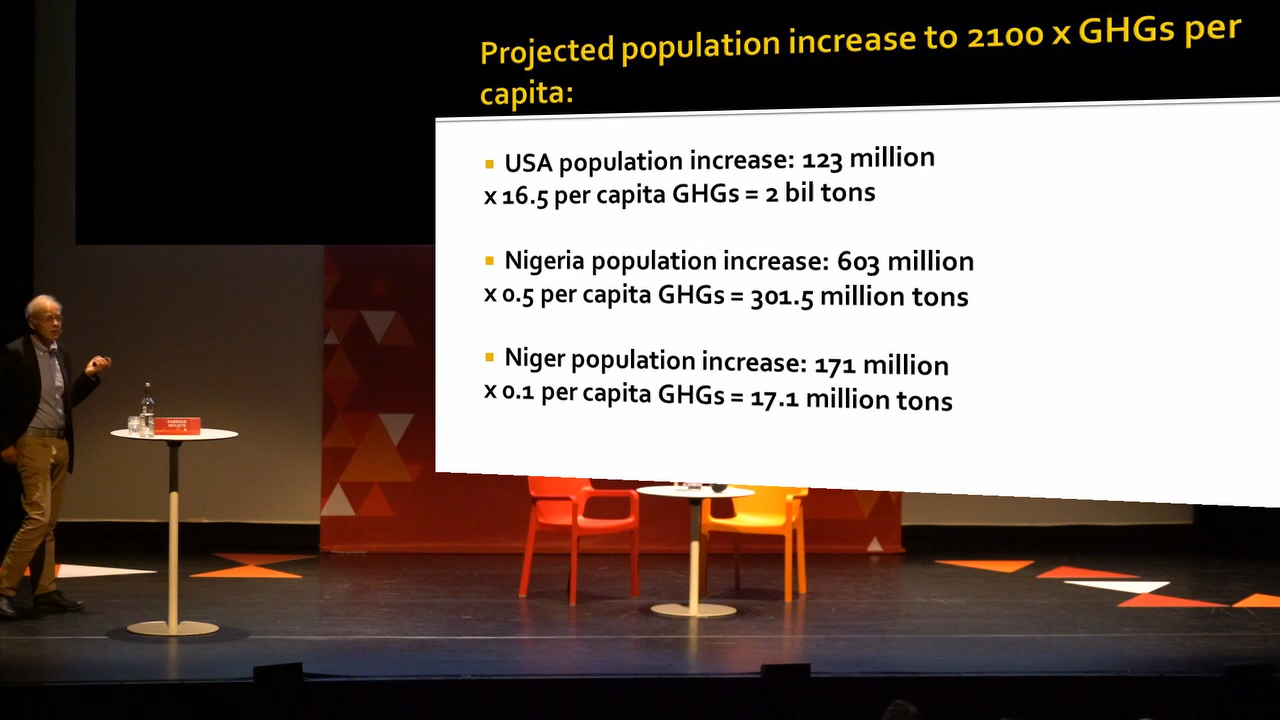 Projected population increase to 2100 x GHGs per
capita:
USA population increase: 123 million
x 16.5 per capita GHGs = 2 bil tons
Nigeria population increase: 603 million
x 0.5 per capita GHGs = 301.5 million tons
Niger population increase: 171 million
x 0.1 per capita GHGs = 17.1 million tons